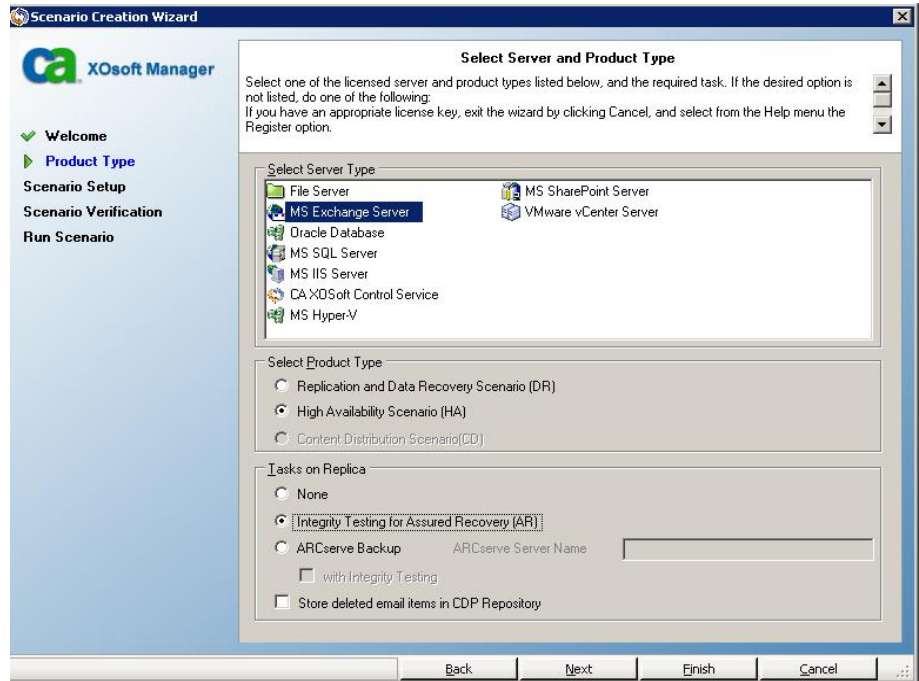 Scenario Creation Wizard
ca
XOsoft Manager
Welcome
Product Type
Scenario Setup
Scenario Verification
Run Scenario
Select Server and Product Type
Select one of the licensed server and product types listed below, and the required task. If the desired option is
not listed, do one of the following:
If you have an appropriate license key, exit the wizard by clicking Cancel, and select from the Help menu the
Register option.
Select Server Type
File Server
MS Exchange Server
Oracle Database
MS SQL Server
MS IIS Server
CA XOSoft Control Service
MS Hyper-V
MS SharePoint Server
VMware vCenter Server
Select Product Type
Replication and Data Recovery Scenario (DR)
High Availability Scenario (HA)
Content Distribution Scenario(CD)
Tasks on Replica
None
Integrity Testing for Assured Recovery (AR)
ARCserve Backup ARCserve Server Name
with Integrity Testing
Store deleted email items in CDP Repository
Back Next Finish Cancel